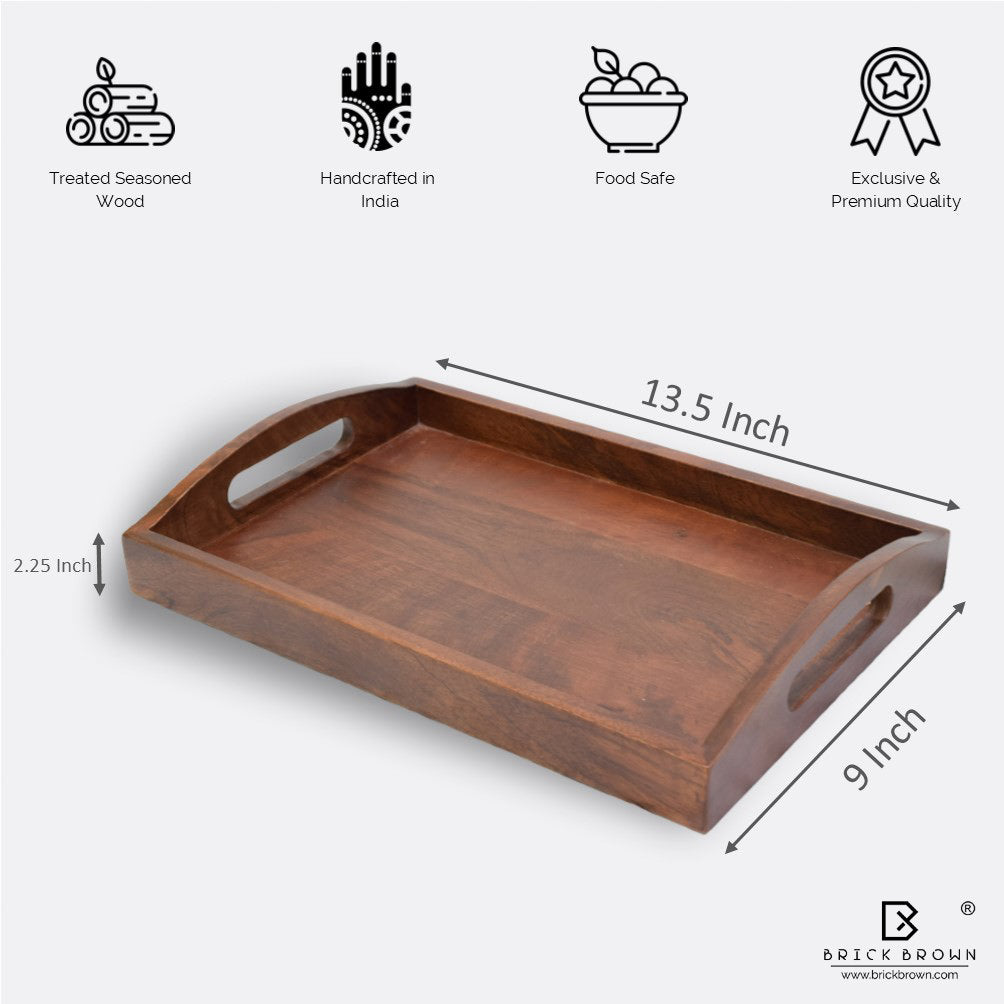 Treated Seasoned
Wood
Handcrafted in
India
Food Safe
Exclusive &
Premium Quality
13.5 Inch
2.25 Inch
9 Inch
®
BRICK BROWN
www.brickbrown.com